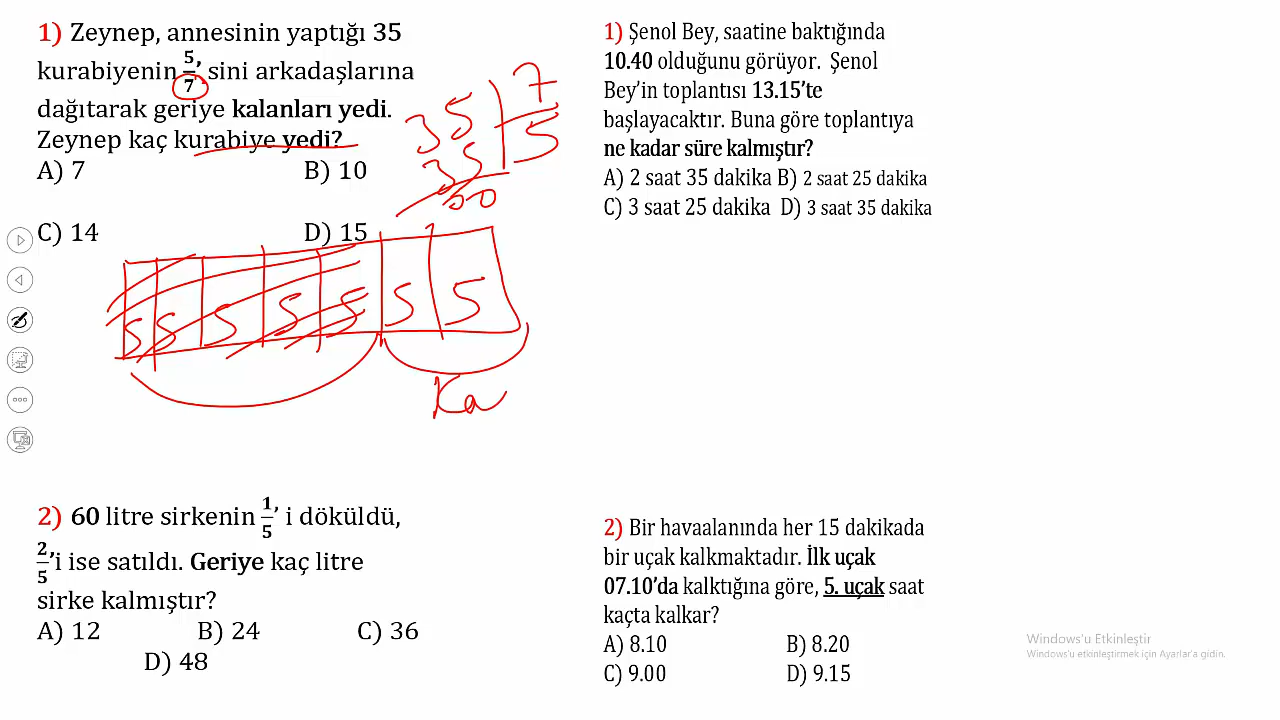 1) Zeynep, annesinin yaptığı 35
kurabiyenin 5/7’sini arkadaşlarına
dağıtarak geriye kalanları yedi.
Zeynep kaç kurabiye yedi?
A) 7 B) 10
C) 14 D) 15
35 | 7
35 5
00
5 5 5 5 5 5 5
Ka
2) 60 litre sirkenin 1/5’ i döküldü,
2/5’i ise satıldı. Geriye kaç litre
sirke kalmıştır?
A) 12 B) 24 C) 36
D) 48
1) Şenol Bey, saatine baktığında
10.40 olduğunu görüyor. Şenol
Bey’in toplantısı 13.15’te
başlayacaktır. Buna göre toplantıya
ne kadar süre kalmıştır?
A) 2 saat 35 dakika B) 2 saat 25 dakika
C) 3 saat 25 dakika D) 3 saat 35 dakika
2) Bir havaalanında her 15 dakikada
bir uçak kalkmaktadır. İlk uçak
07.10’da kalktığına göre, 5. uçak saat
kaçta kalkar?
A) 8.10 B) 8.20
C) 9.00 D) 9.15
Windows'u Etkinleştir
Windows'u etkinleştirmek için Ayarlar'a gidin.